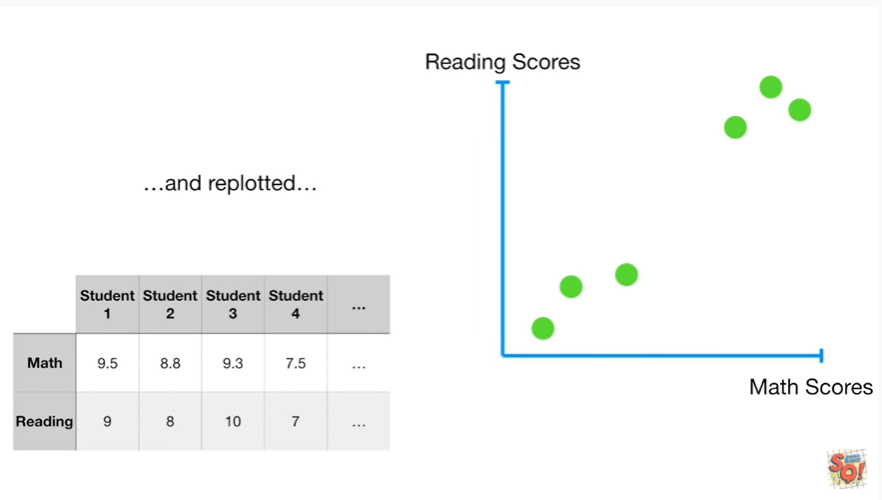 Reading Scores
…and replotted…
Student 1 Student 2 Student 3 Student 4 ...
Math 9.5 8.8 9.3 7.5 ...
Reading 9 8 10 7 ...
Math Scores
SQ!